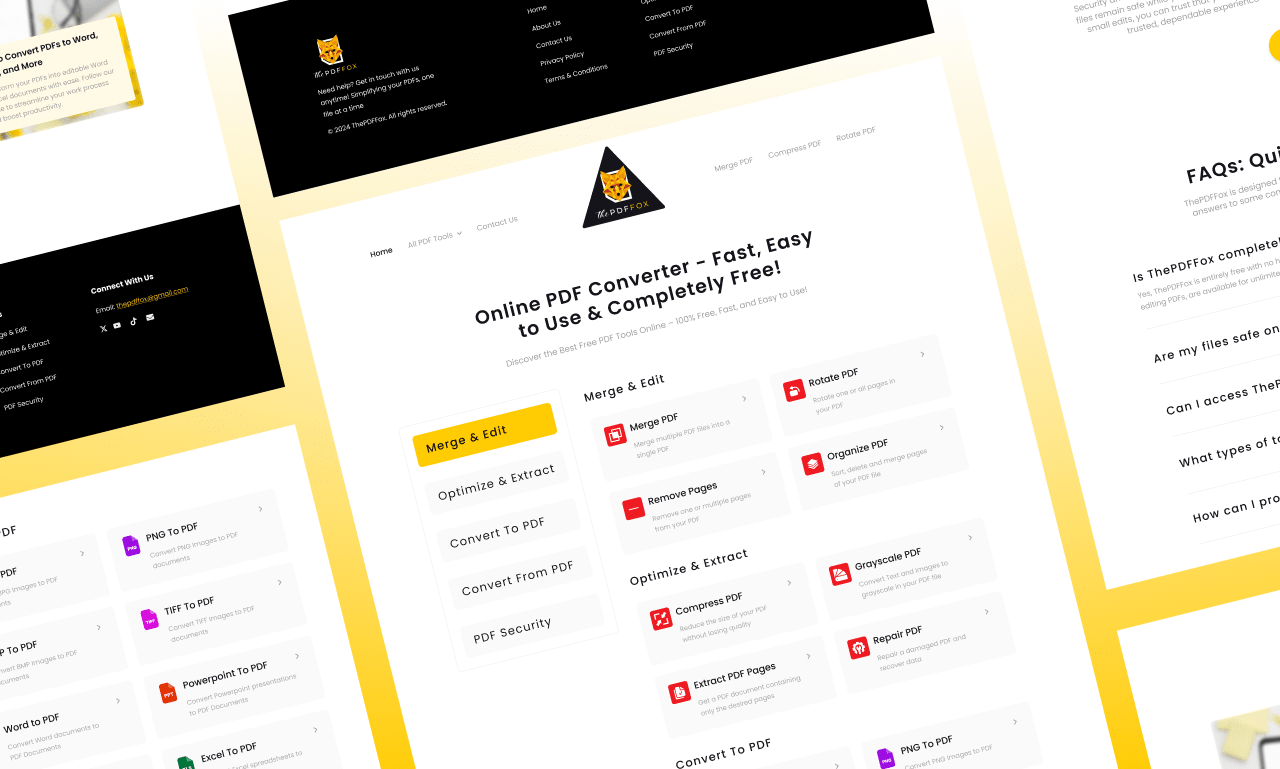 Convert PDFs to Word,
and More
your PDFs into editable Word
documents with ease. Follow our
to streamline your work process
boost productivity.
The PDFFOX
Need help? Get in touch with us
anytime! Simplifying your PDFs, one
file at a time
© 2024 ThePDFFox. All rights reserved.
Home
About Us
Contact Us
Privacy Policy
Terms & Conditions
Convert To PDF
Convert From PDF
PDF Security
Connect With Us
Email: thepdffox@gmail.com
ge & Edit
timize & Extract
onvert To PDF
Convert From PDF
PDF Security
Home
All PDF Tools
Contact Us
The PDFFOX
Merge PDF
Compress PDF
Rotate PDF
Online PDF Converter - Fast, Easy
to Use & Completely Free!
Discover the Best Free PDF Tools Online – 100% Free, Fast, and Easy to Use!
Merge & Edit
Optimize & Extract
Convert To PDF
Convert From PDF
PDF Security
Merge & Edit
Merge PDF
Merge multiple PDF files into a
single PDF
Rotate PDF
Rotate one or all pages in
your PDF
Remove Pages
Remove one or multiple pages
from your PDF
Organize PDF
Sort, delete and merge pages
of your PDF file
Optimize & Extract
Compress PDF
Reduce the size of your PDF
without losing quality
Grayscale PDF
Convert Text and Images to
grayscale in your PDF file
Extract PDF Pages
Get a PDF document containing
only the desired pages
Repair PDF
Repair a damaged PDF and
recover data
Convert To PDF
PNG
PNG To PDF
Convert PNG Images to PDF
PDF
PDF
JPG Images to PDF
PNG
PNG To PDF
Convert PNG Images to PDF
documents
P To PDF
Convert BMP Images to PDF
TIFF
TIFF To PDF
Convert TIFF Images to PDF
documents
Word to PDF
Convert Word documents to
PDF Documents
PPT
Powerpoint To PDF
Convert Powerpoint presentations
to PDF Documents
Excel To PDF
Excel spreadsheets to
Security
files remain safe while
small edits, you can trust that
trusted, dependable experience
FAQs: Qui
ThePDFFox is designed
answers to some
Is ThePDFFox completel
Yes, ThePDFFox is entirely free with no
editing PDFs, are available for unlimite
Are my files safe on
Can I access TheP
What types of to
How can I pro